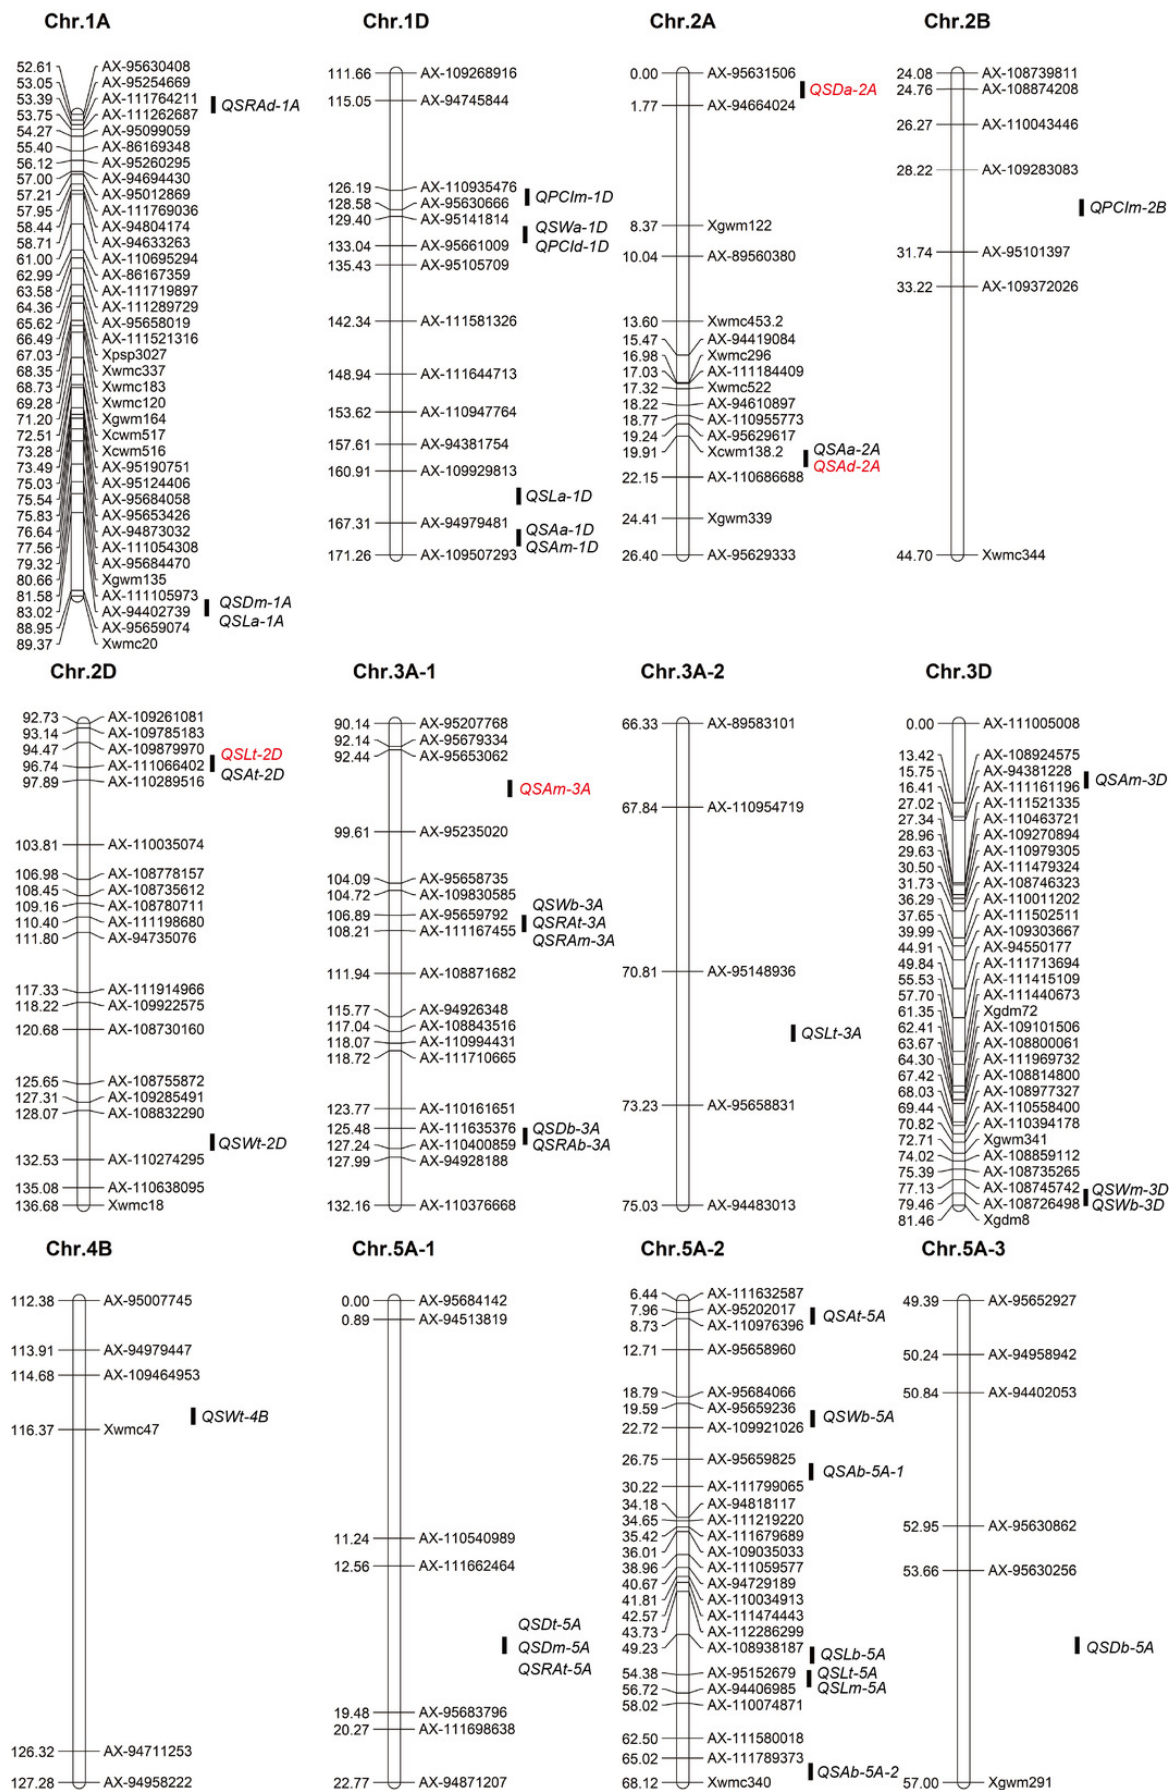 Chr.1A
52.61 AX-95630408
53.05 AX-95254669
53.39 AX-111764211
53.75 AX-111262687
54.27 AX-95099059
55.40 AX-86169348
56.12 AX-95260295
57.00 AX-94694430
57.21 AX-95012869
57.95 AX-111769036
58.44 AX-94804174
58.71 AX-94633263
61.00 AX-110695294
62.99 AX-86167359
63.58 AX-111719897
64.36 AX-111289729
65.62 AX-95658019
66.49 AX-111521316
67.03 Xpsp3027
68.35 Xwmc337
68.73 Xwmc183
69.28 Xwmc120
71.20 Xgwm164
72.51 Xcwm517
73.28 Xcwm516
73.49 AX-95190751
75.03 AX-95124406
75.54 AX-95684058
75.83 AX-95653426
76.64 AX-94873032
77.56 AX-111054308
79.32 AX-95684470
80.66 Xgwm135
81.58 AX-111105973
83.02 AX-94402739
88.95 AX-95659074
89.37 Xwmc20
QSRAd-1A
QSDm-1A
QSLa-1A
Chr.1D
111.66 AX-109268916
115.05 AX-94745844
126.19 AX-110935476
128.58 AX-95630666
129.40 AX-95141814
133.04 AX-95661009
135.43 AX-95105709
142.34 AX-111581326
148.94 AX-111644713
153.62 AX-110947764
157.61 AX-94381754
160.91 AX-109929813
167.31 AX-94979481
171.26 AX-109507293
QPCIm-1D
QSWa-1D
QPCId-1D
QSLa-1D
QSAa-1D
QSAm-1D
Chr.2A
0.00 AX-95631506
1.77 AX-94664024
8.37 Xgwm122
10.04 AX-89560380
13.60 Xwmc453.2
15.47 AX-94419084
16.98 Xwmc296
17.03 AX-111184409
17.32 Xwmc522
18.22 AX-94610897
18.77 AX-110955773
19.24 AX-95629617
19.91 Xcwm138.2
22.15 AX-110686688
24.41 Xgwm339
26.40 AX-95629333
QSDa-2A
QSAa-2A
QSAd-2A
Chr.2B
24.08 AX-108739811
24.76 AX-108874208
26.27 AX-110043446
28.22 AX-109283083
31.74 AX-95101397
33.22 AX-109372026
44.70 Xwmc344
QPCIm-2B
Chr.2D
92.73 AX-109261081
93.14 AX-109785183
94.47 AX-109879970
96.74 AX-111066402
97.89 AX-110289516
103.81 AX-110035074
106.98 AX-108778157
108.45 AX-108735612
109.16 AX-108780711
110.40 AX-111198680
111.80 AX-94735076
117.33 AX-111914966
118.22 AX-109922575
120.68 AX-108730160
125.65 AX-108755872
127.31 AX-109285491
128.07 AX-108832290
132.53 AX-110274295
135.08 AX-110638095
136.68 Xwmc18
QSLt-2D
QSAt-2D
QSWt-2D
Chr.3A-1
90.14 AX-95207768
92.14 AX-95679334
92.44 AX-95653062
99.61 AX-95235020
104.09 AX-95658735
104.72 AX-109830585
106.89 AX-95659792
108.21 AX-111167455
111.94 AX-108871682
115.77 AX-94926348
117.04 AX-108843516
118.07 AX-110994431
118.72 AX-111710665
123.77 AX-110161651
125.48 AX-111635376
127.24 AX-110400859
127.99 AX-94928188
132.16 AX-110376668
QSAm-3A
QSWb-3A
QSRAt-3A
QSRAm-3A
QSDb-3A
QSRAb-3A
Chr.3A-2
66.33 AX-89583101
67.84 AX-110954719
70.81 AX-95148936
73.23 AX-95658831
75.03 AX-94483013
QSLt-3A
Chr.3D
0.00 AX-111005008
13.42 AX-108924575
15.75 AX-94381228
16.41 AX-111161196
27.02 AX-111521335
27.34 AX-110463721
28.96 AX-109270894
29.63 AX-110979305
30.50 AX-111479324
31.73 AX-108746323
36.29 AX-110011202
37.65 AX-111502511
39.99 AX-109303667
44.91 AX-94550177
49.84 AX-111713694
55.53 AX-111415109
57.70 AX-111440673
61.35 Xgdm72
62.41 AX-109101506
63.67 AX-108800061
64.30 AX-111969732
67.42 AX-108814800
68.03 AX-108977327
69.44 AX-110558400
70.82 AX-110394178
72.71 Xgwm341
74.02 AX-108859112
75.39 AX-108735265
77.13 AX-108745742
79.46 AX-108726498
81.46 Xgdm8
QSAm-3D
QSWm-3D
QSWb-3D
Chr.4B
112.38 AX-95007745
113.91 AX-94979447
114.68 AX-109464953
116.37 Xwmc47
126.32 AX-94711253
127.28 AX-94958222
QSWt-4B
Chr.5A-1
0.00 AX-95684142
0.89 AX-94513819
11.24 AX-110540989
12.56 AX-111662464
19.48 AX-95683796
20.27 AX-111698638
22.77 AX-94871207
QSDt-5A
QSDm-5A
QSRAt-5A
Chr.5A-2
6.44 AX-111632587
7.96 AX-95202017
8.73 AX-110976396
12.71 AX-95658960
18.79 AX-95684066
19.59 AX-95659236
22.72 AX-109921026
26.75 AX-95659825
30.22 AX-111799065
34.18 AX-94818117
34.65 AX-111219220
35.42 AX-111679689
36.01 AX-109035033
38.96 AX-111059577
40.67 AX-94729189
41.81 AX-110034913
42.57 AX-111474443
43.73 AX-112286299
49.23 AX-108938187
54.38 AX-95152679
56.72 AX-94406985
58.02 AX-110074871
62.50 AX-111580018
65.02 AX-111789373
68.12 Xwmc340
QSAt-5A
QSWb-5A
QSAb-5A-1
QSLb-5A
QSLt-5A
QSLm-5A
QSAb-5A-2
Chr.5A-3
49.39 AX-95652927
50.24 AX-94958942
50.84 AX-94402053
52.95 AX-95630862
53.66 AX-95630256
57.00 Xgwm291
QSDb-5A